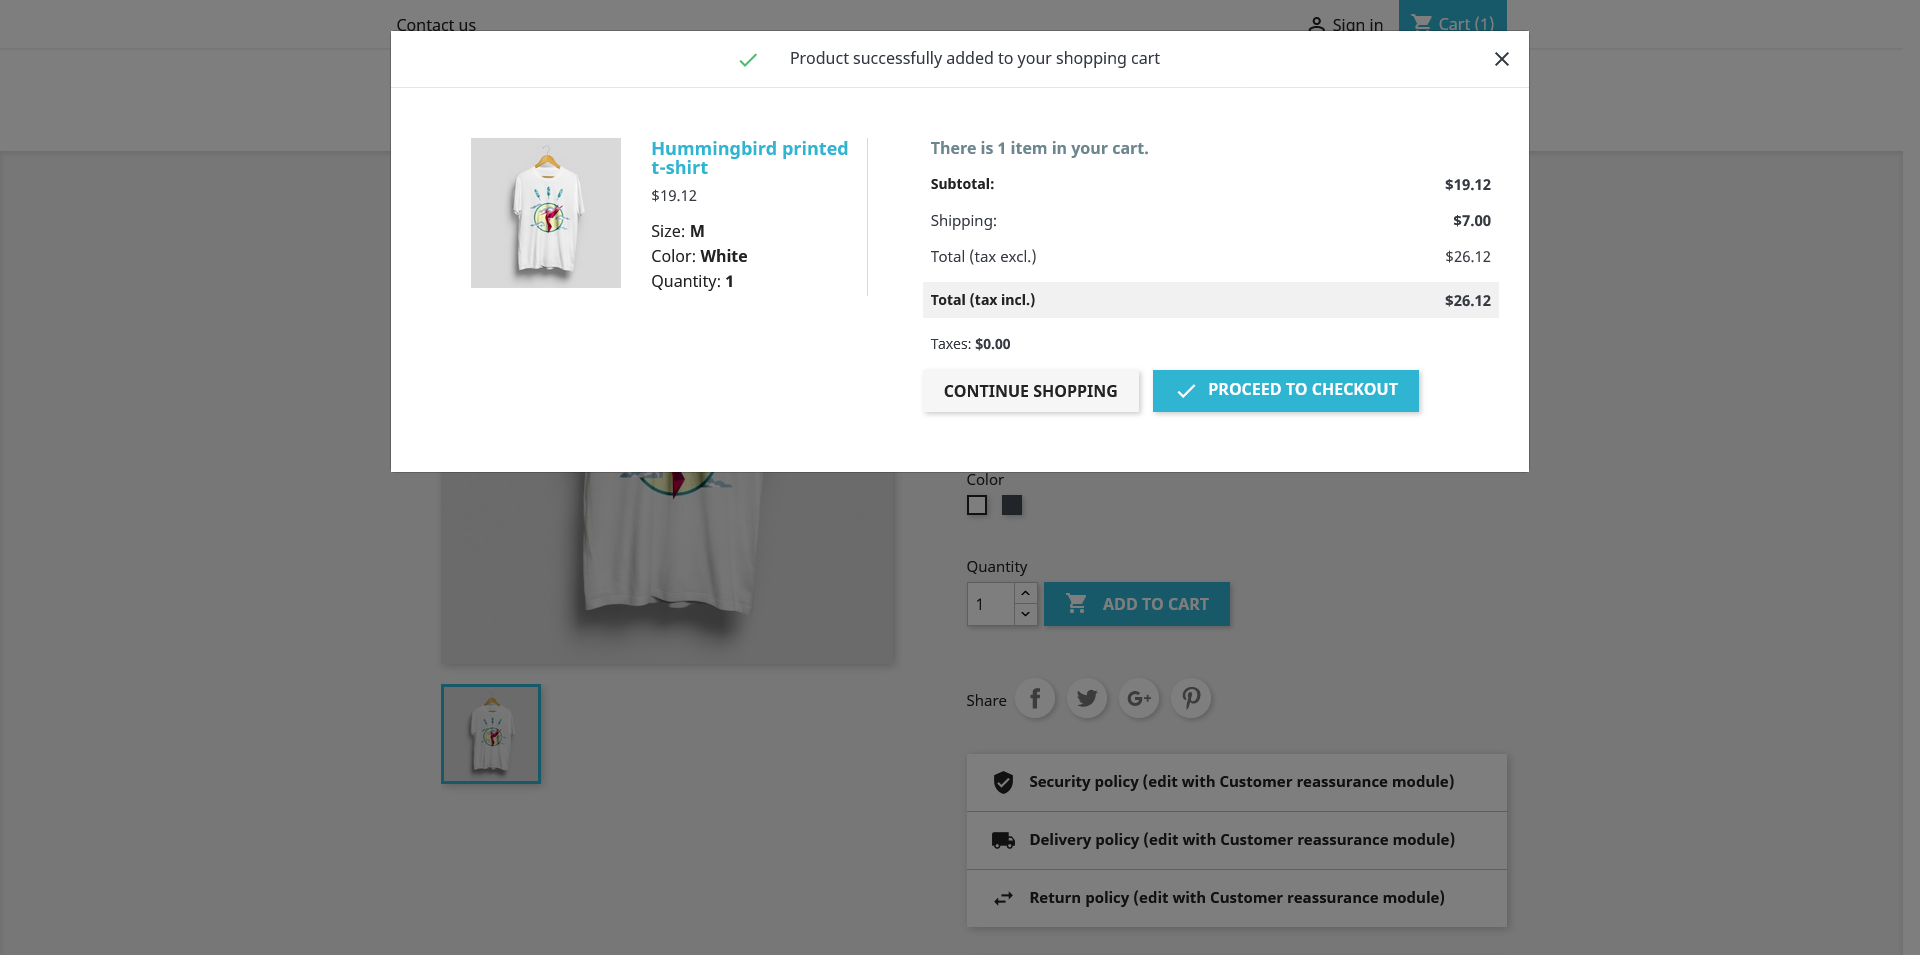 Contact us
Sign in
Cart (1)
Product successfully added to your shopping cart
Hummingbird printed
t-shirt
$19.12
Size: M
Color: White
Quantity: 1
There is 1 item in your cart.
Subtotal: $19.12
Shipping: $7.00
Total (tax excl.) $26.12
Total (tax incl.) $26.12
Taxes: $0.00
CONTINUE SHOPPING
PROCEED TO CHECKOUT
Color
Quantity
1
ADD TO CART
Share
Security policy (edit with Customer reassurance module)
Delivery policy (edit with Customer reassurance module)
Return policy (edit with Customer reassurance module)